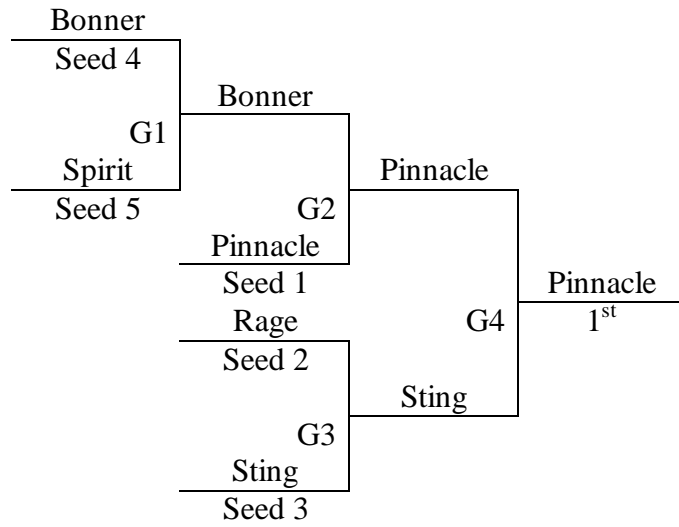 Bonner
Seed 4
Bonner
G1
Spirit
Pinnacle
Seed 5
G2
Pinnacle
Seed 1
Pinnacle
Rage
G4
1st
Seed 2
Sting
G3
Sting
Seed 3